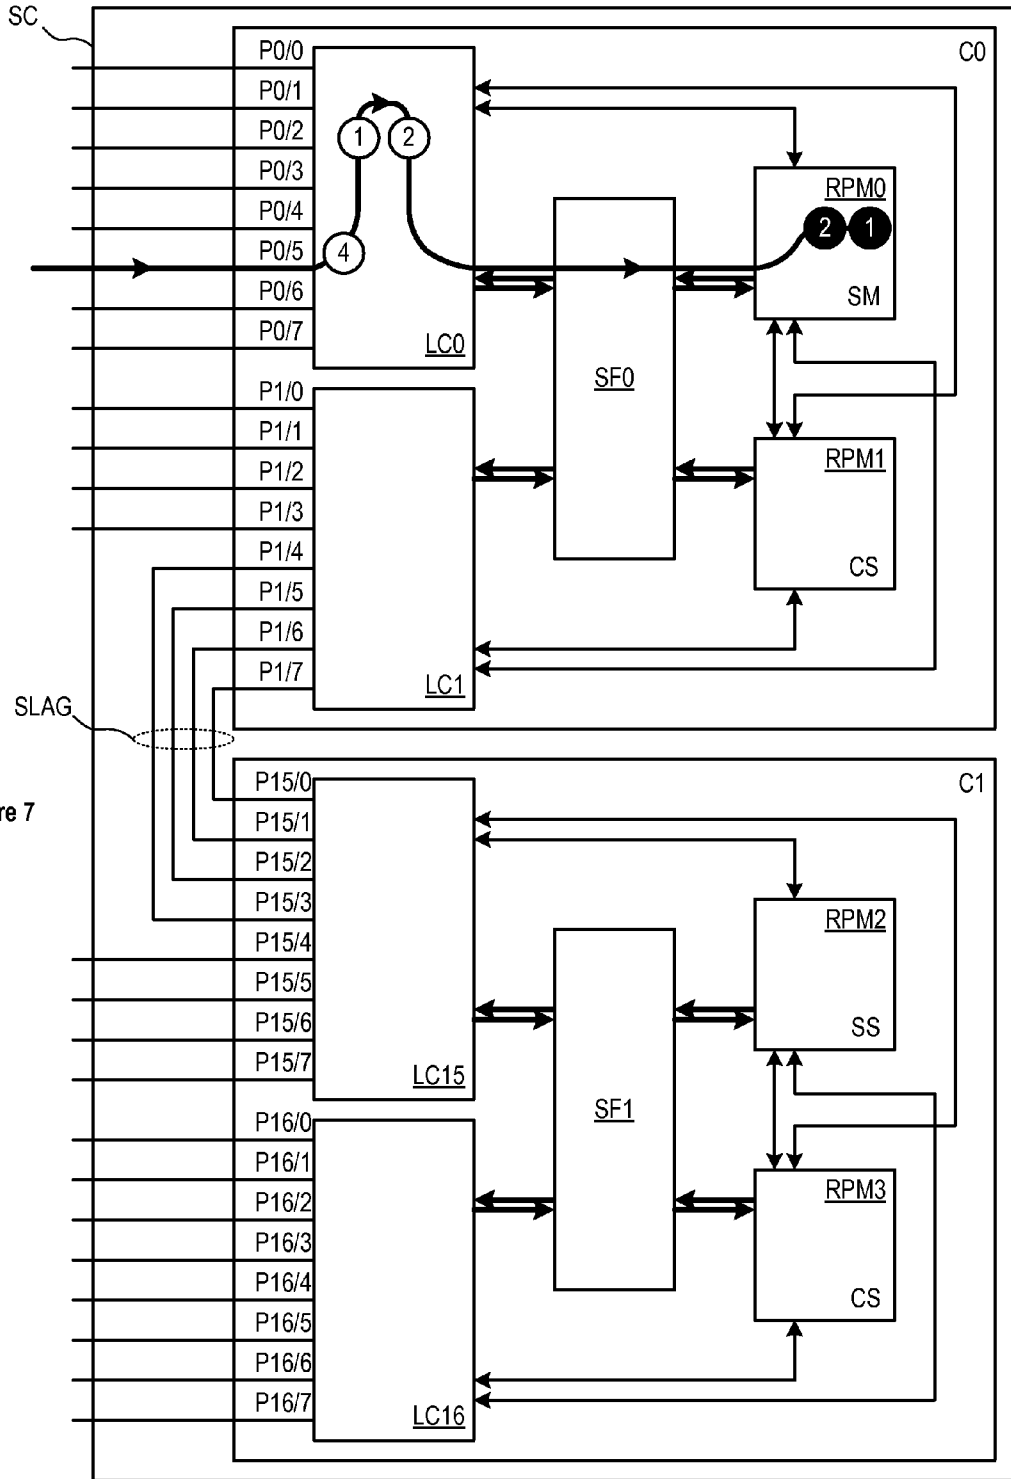 SC
C0
P0/0
P0/1
P0/2
P0/3
P0/4
P0/5
P0/6
P0/7
1
2
4
LC0
RPM0
2
1
SM
SF0
P1/0
P1/1
P1/2
P1/3
P1/4
P1/5
P1/6
P1/7
LC1
RPM1
CS
SLAG
re 7
C1
P15/0
P15/1
P15/2
P15/3
P15/4
P15/5
P15/6
P15/7
LC15
RPM2
SS
SF1
P16/0
P16/1
P16/2
P16/3
P16/4
P16/5
P16/6
P16/7
LC16
RPM3
CS